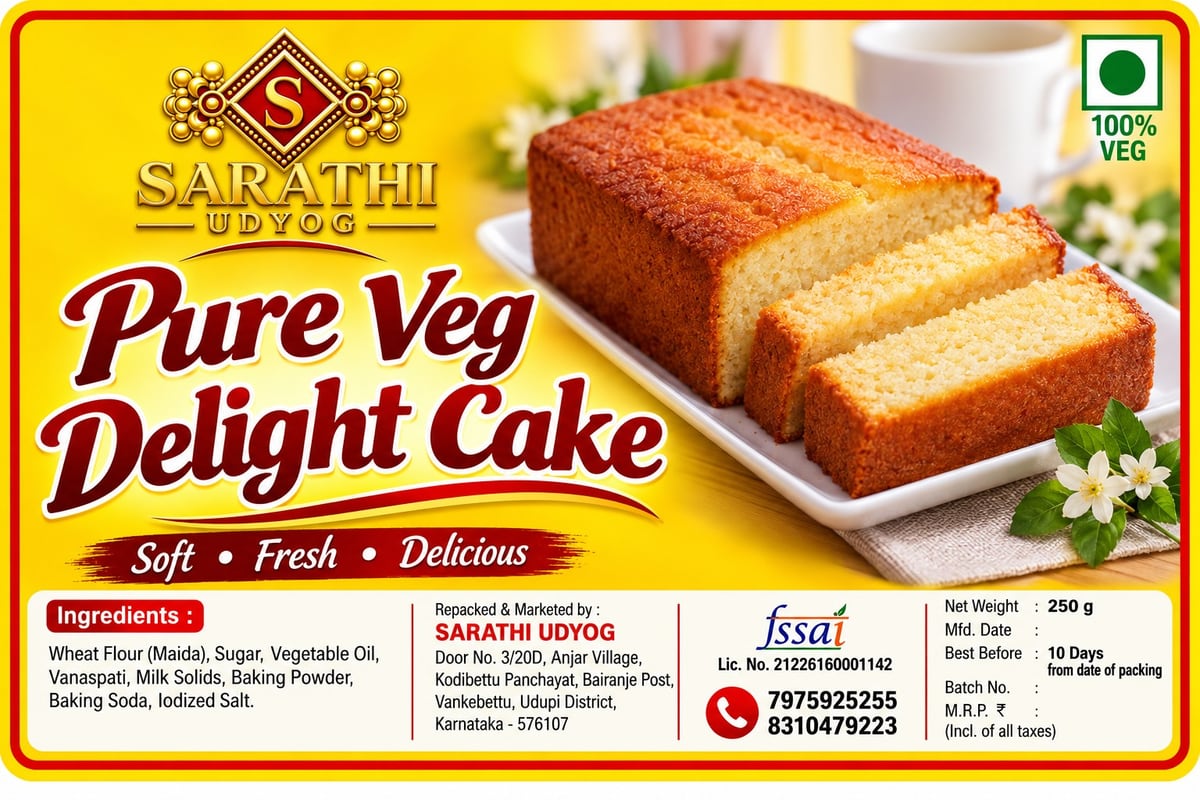 S
SARATHI
UDYOG
Pure Veg
Delight Cake
Soft • Fresh • Delicious
100%
VEG
Ingredients :
Wheat Flour (Maida), Sugar, Vegetable Oil,
Vanaspati, Milk Solids, Baking Powder,
Baking Soda, Iodized Salt.
Repacked & Marketed by :
SARATHI UDYOG
Door No. 3/20D, Anjar Village,
Kodibettu Panchayat, Bairanje Post,
Vankebettu, Udupi District,
Karnataka - 576107
fssai
Lic. No. 21226160001142
7975925255
8310479223
Net Weight : 250 g
Mfd. Date :
Best Before : 10 Days
from date of packing
Batch No. :
M.R.P. ₹ :
(Incl. of all taxes)